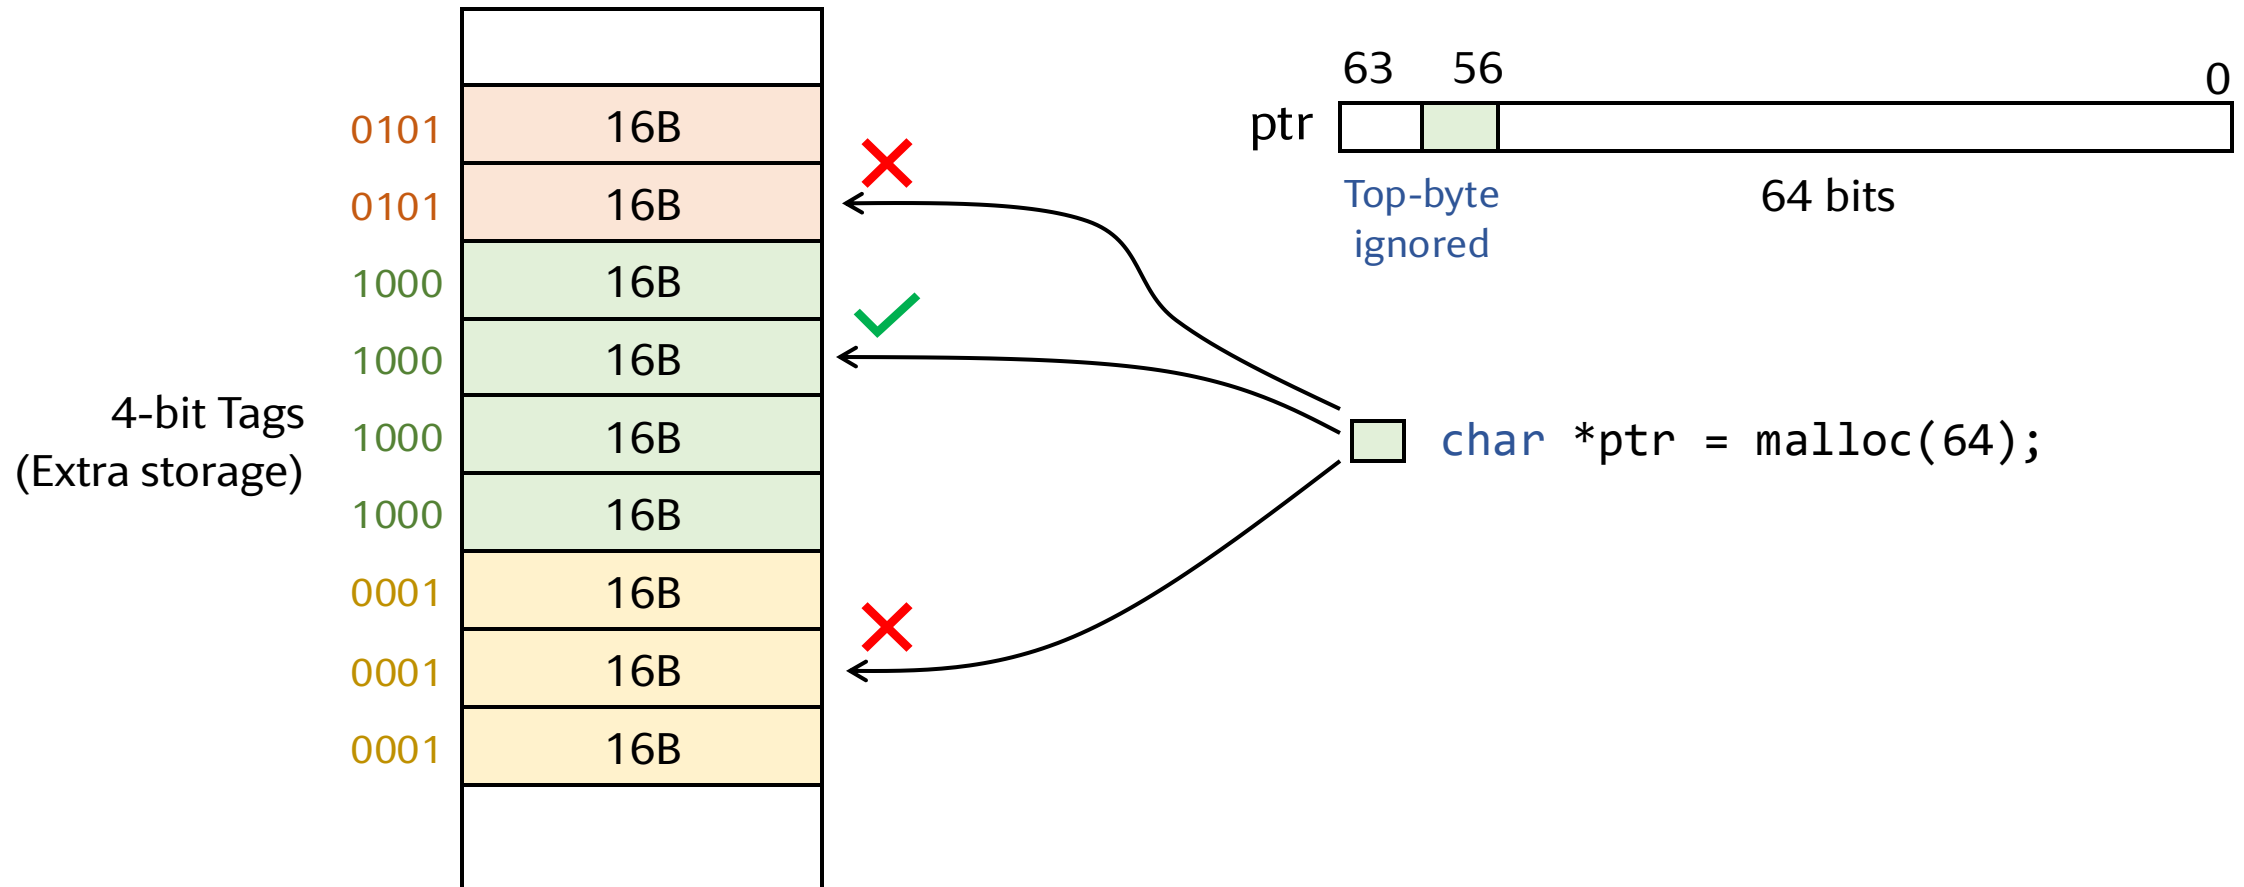 0101 16B
0101 16B
1000 16B
1000 16B
1000 16B
1000 16B
0001 16B
0001 16B
0001 16B
4-bit Tags
(Extra storage)
63 56 0
ptr
Top-byte
ignored
64 bits
char *ptr = malloc(64);